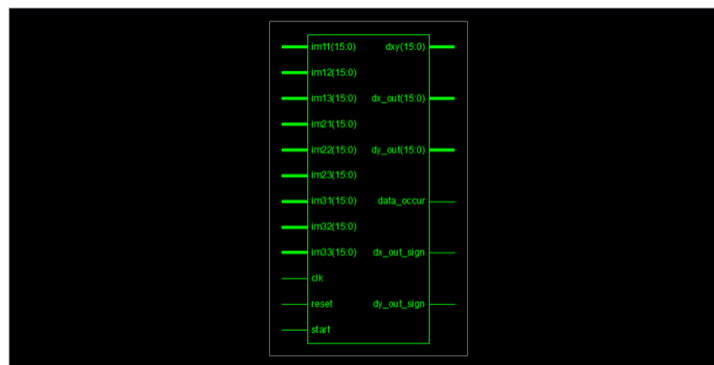 im11(15:0) dxy(15:0)
im12(15:0)
im13(15:0) dx_out(15:0)
im21(15:0)
im22(15:0) dy_out(15:0)
im23(15:0)
im31(15:0) data_occur
im32(15:0)
im33(15:0) dx_out_sign
clk
reset dy_out_sign
start